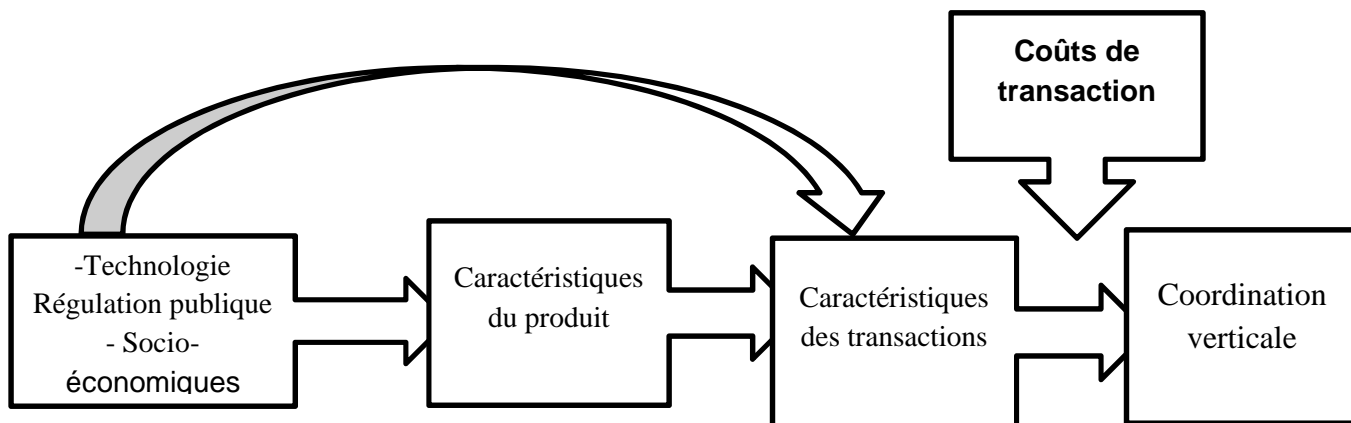 Coûts de
transaction
-Technologie
Régulation publique
- Socio-
économiques
Caractéristiques
du produit
Caractéristiques
des transactions
Coordination
verticale